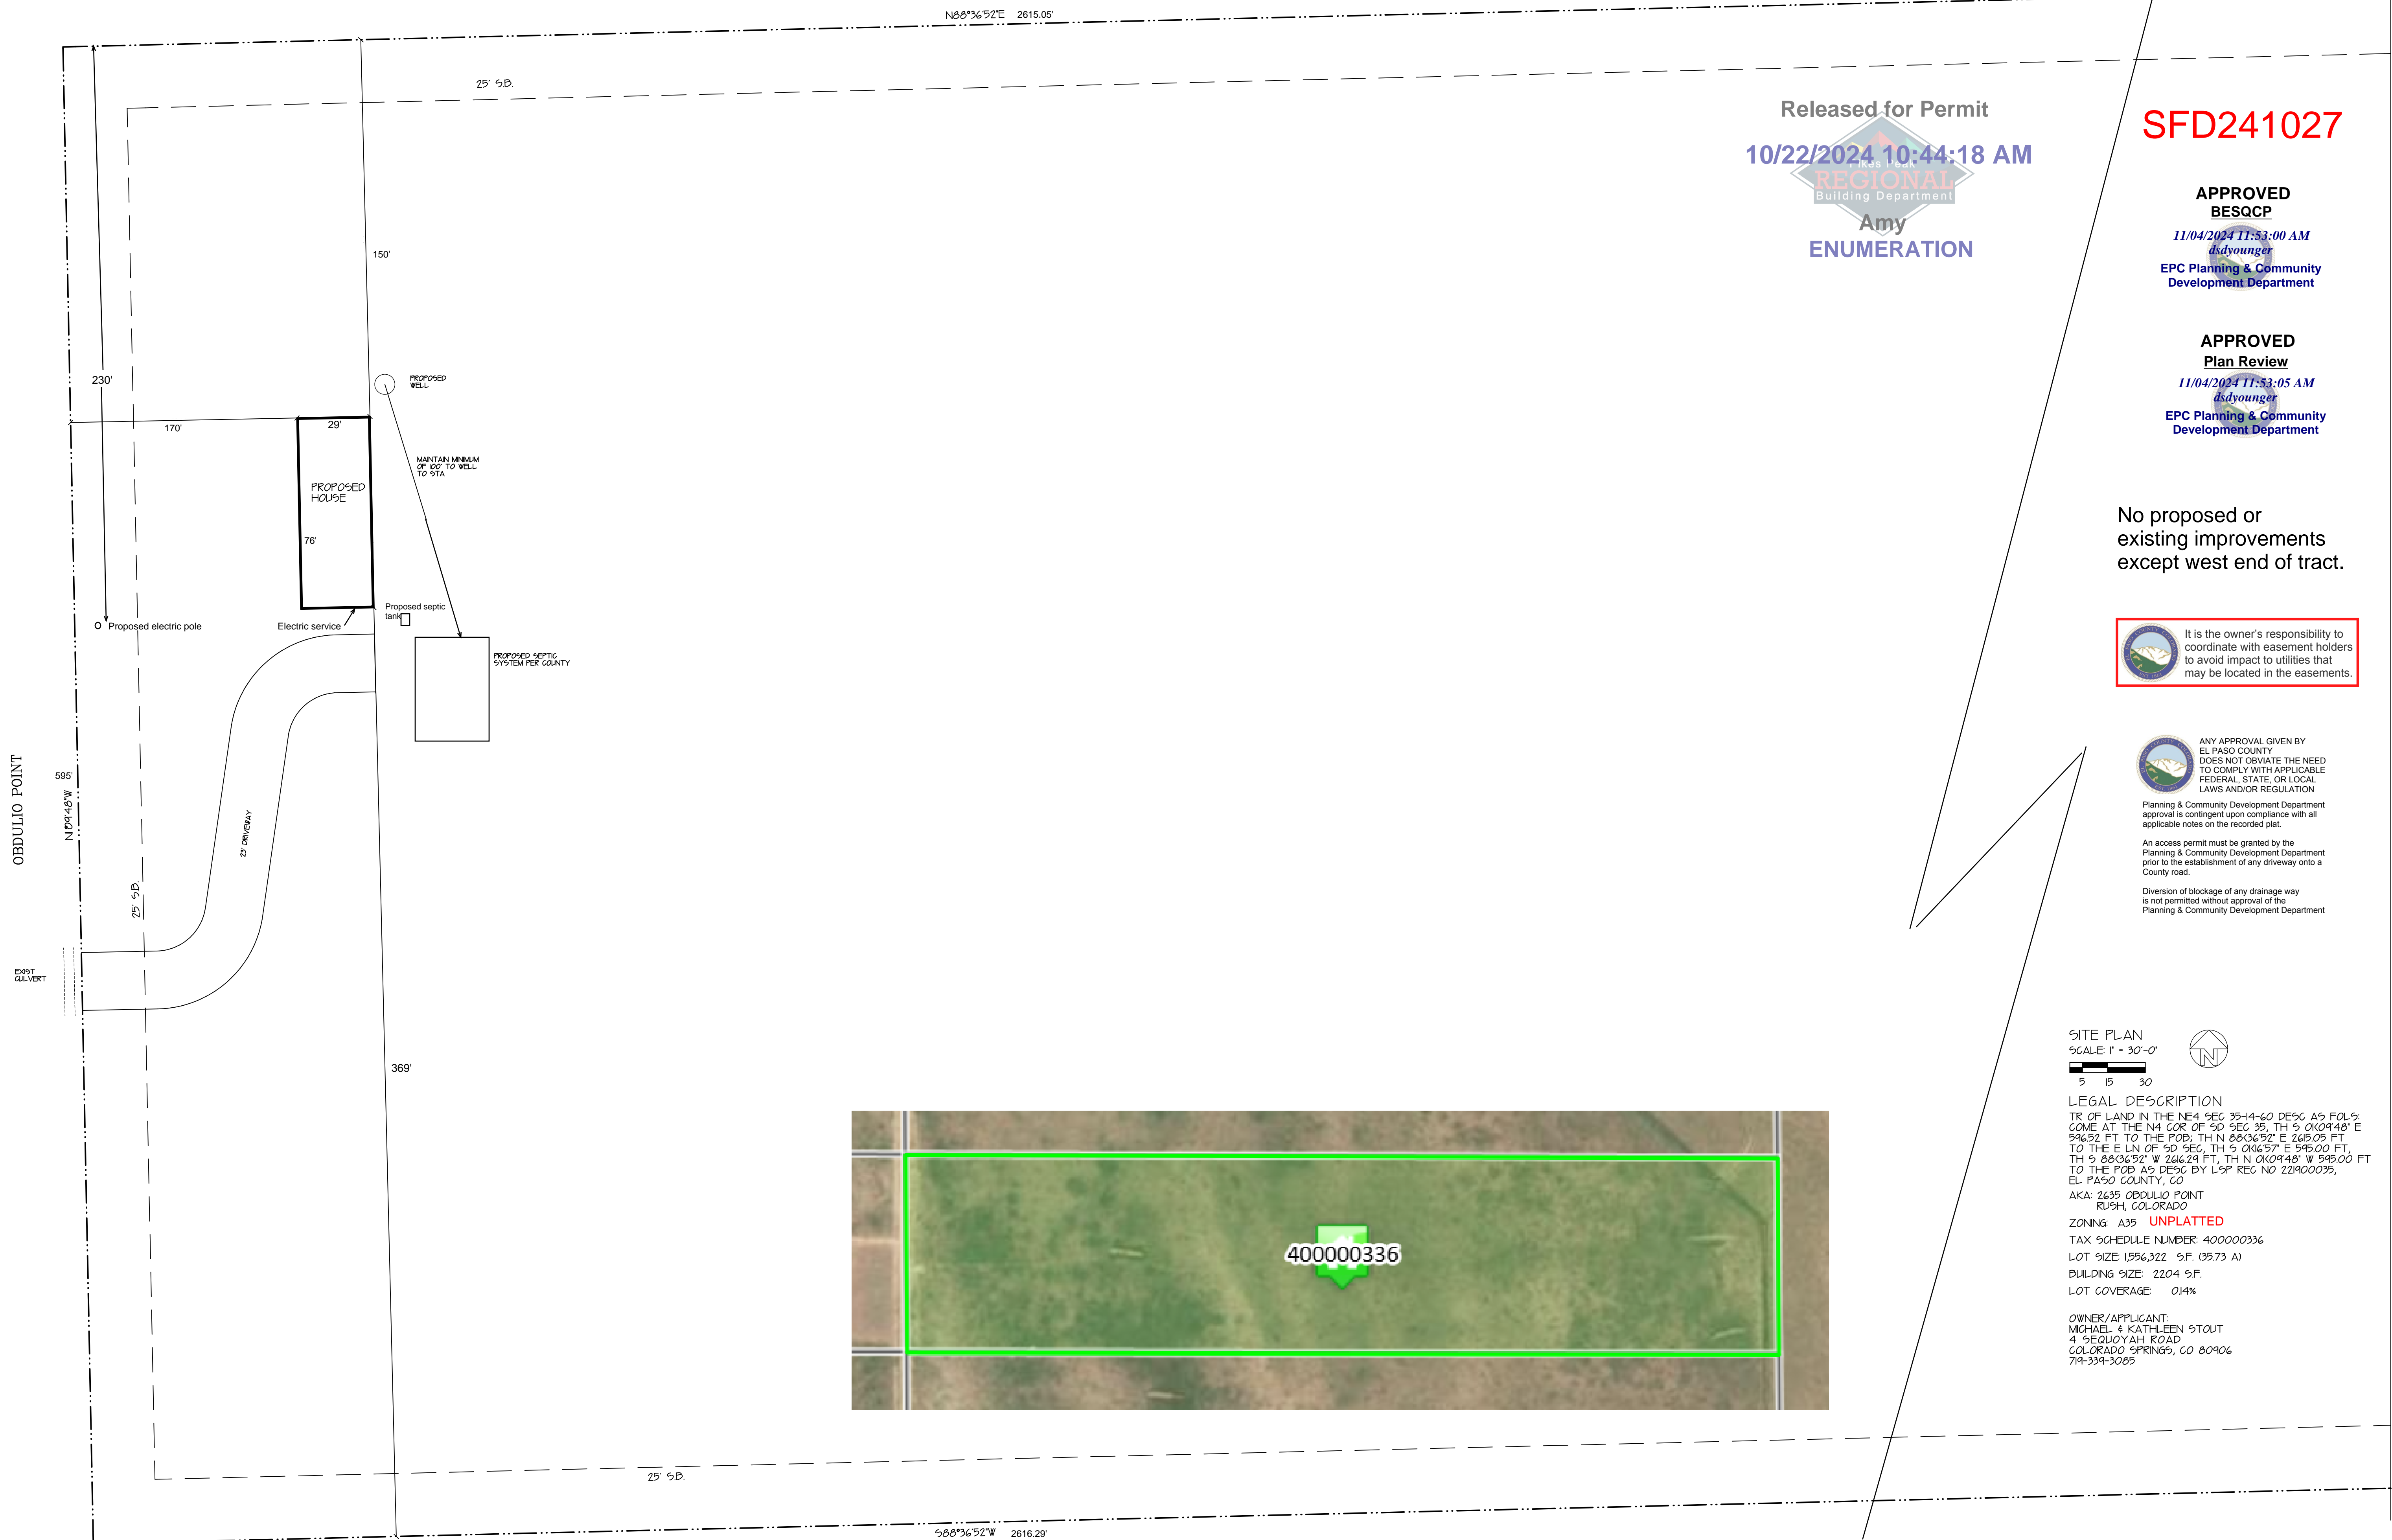 N88°36'52"E 2615.05'
25' S.B.
Released for Permit
10/22/2024 10:44:18 AM
Pikes Peak
REGIONAL
Building Department
Amy
ENUMERATION
SFD241027
APPROVED
BESQCP
11/04/2024 11:53:00 AM
dsdyounger
EPC Planning & Community
Development Department
APPROVED
Plan Review
11/04/2024 11:53:05 AM
dsdyounger
EPC Planning & Community
Development Department
150'
230'
PROPOSED
WELL
170'
29'
MAINTAIN MINIMUM
OF 100' TO WELL
TO STA
PROPOSED
HOUSE
76'
No proposed or
existing improvements
except west end of tract.
Proposed septic
tank
Proposed electric pole
Electric service
PROPOSED SEPTIC
SYSTEM PER COUNTY
It is the owner's responsibility to
coordinate with easement holders
to avoid impact to utilities that
may be located in the easements.
ANY APPROVAL GIVEN BY
EL PASO COUNTY
DOES NOT OBVIATE THE NEED
TO COMPLY WITH APPLICABLE
FEDERAL, STATE, OR LOCAL
LAWS AND/OR REGULATION
Planning & Community Development Department
approval is contingent upon compliance with all
applicable notes on the recorded plat.
An access permit must be granted by the
Planning & Community Development Department
prior to the establishment of any driveway onto a
County road.
Diversion of blockage of any drainage way
is not permitted without approval of the
Planning & Community Development Department
OBDULIO POINT
595'
N1°09'48"W
25' S.B.
23' DRIVEWAY
EXIST
CULVERT
369'
SITE PLAN
SCALE: 1" = 30'-0"
N
5 15 30
LEGAL DESCRIPTION
TR OF LAND IN THE NE4 SEC 35-14-60 DESC AS FOLS:
COME AT THE N4 COR OF SD SEC 35, TH S 01<09'48" E
596.52 FT TO THE POB; TH N 88<36'52" E 2615.05 FT
TO THE E LN OF SD SEC, TH S 01<16'57" E 595.00 FT,
TH S 88<36'52" W 2616.29 FT, TH N 01<09'48" W 595.00 FT
TO THE POB AS DESC BY LSP REC NO 221900035,
EL PASO COUNTY, CO
AKA: 2635 OBDULIO POINT
RUSH, COLORADO
ZONING: A35 UNPLATTED
TAX SCHEDULE NUMBER: 400000336
LOT SIZE: 1,556,322 S.F. (35.73 A)
BUILDING SIZE: 2204 S.F.
LOT COVERAGE: 0.14%
OWNER/APPLICANT:
MICHAEL & KATHLEEN STOUT
4 SEQUOYAH ROAD
COLORADO SPRINGS, CO 80906
719-339-3085
400000336
25' S.B.
S88°36'52"W 2616.29'